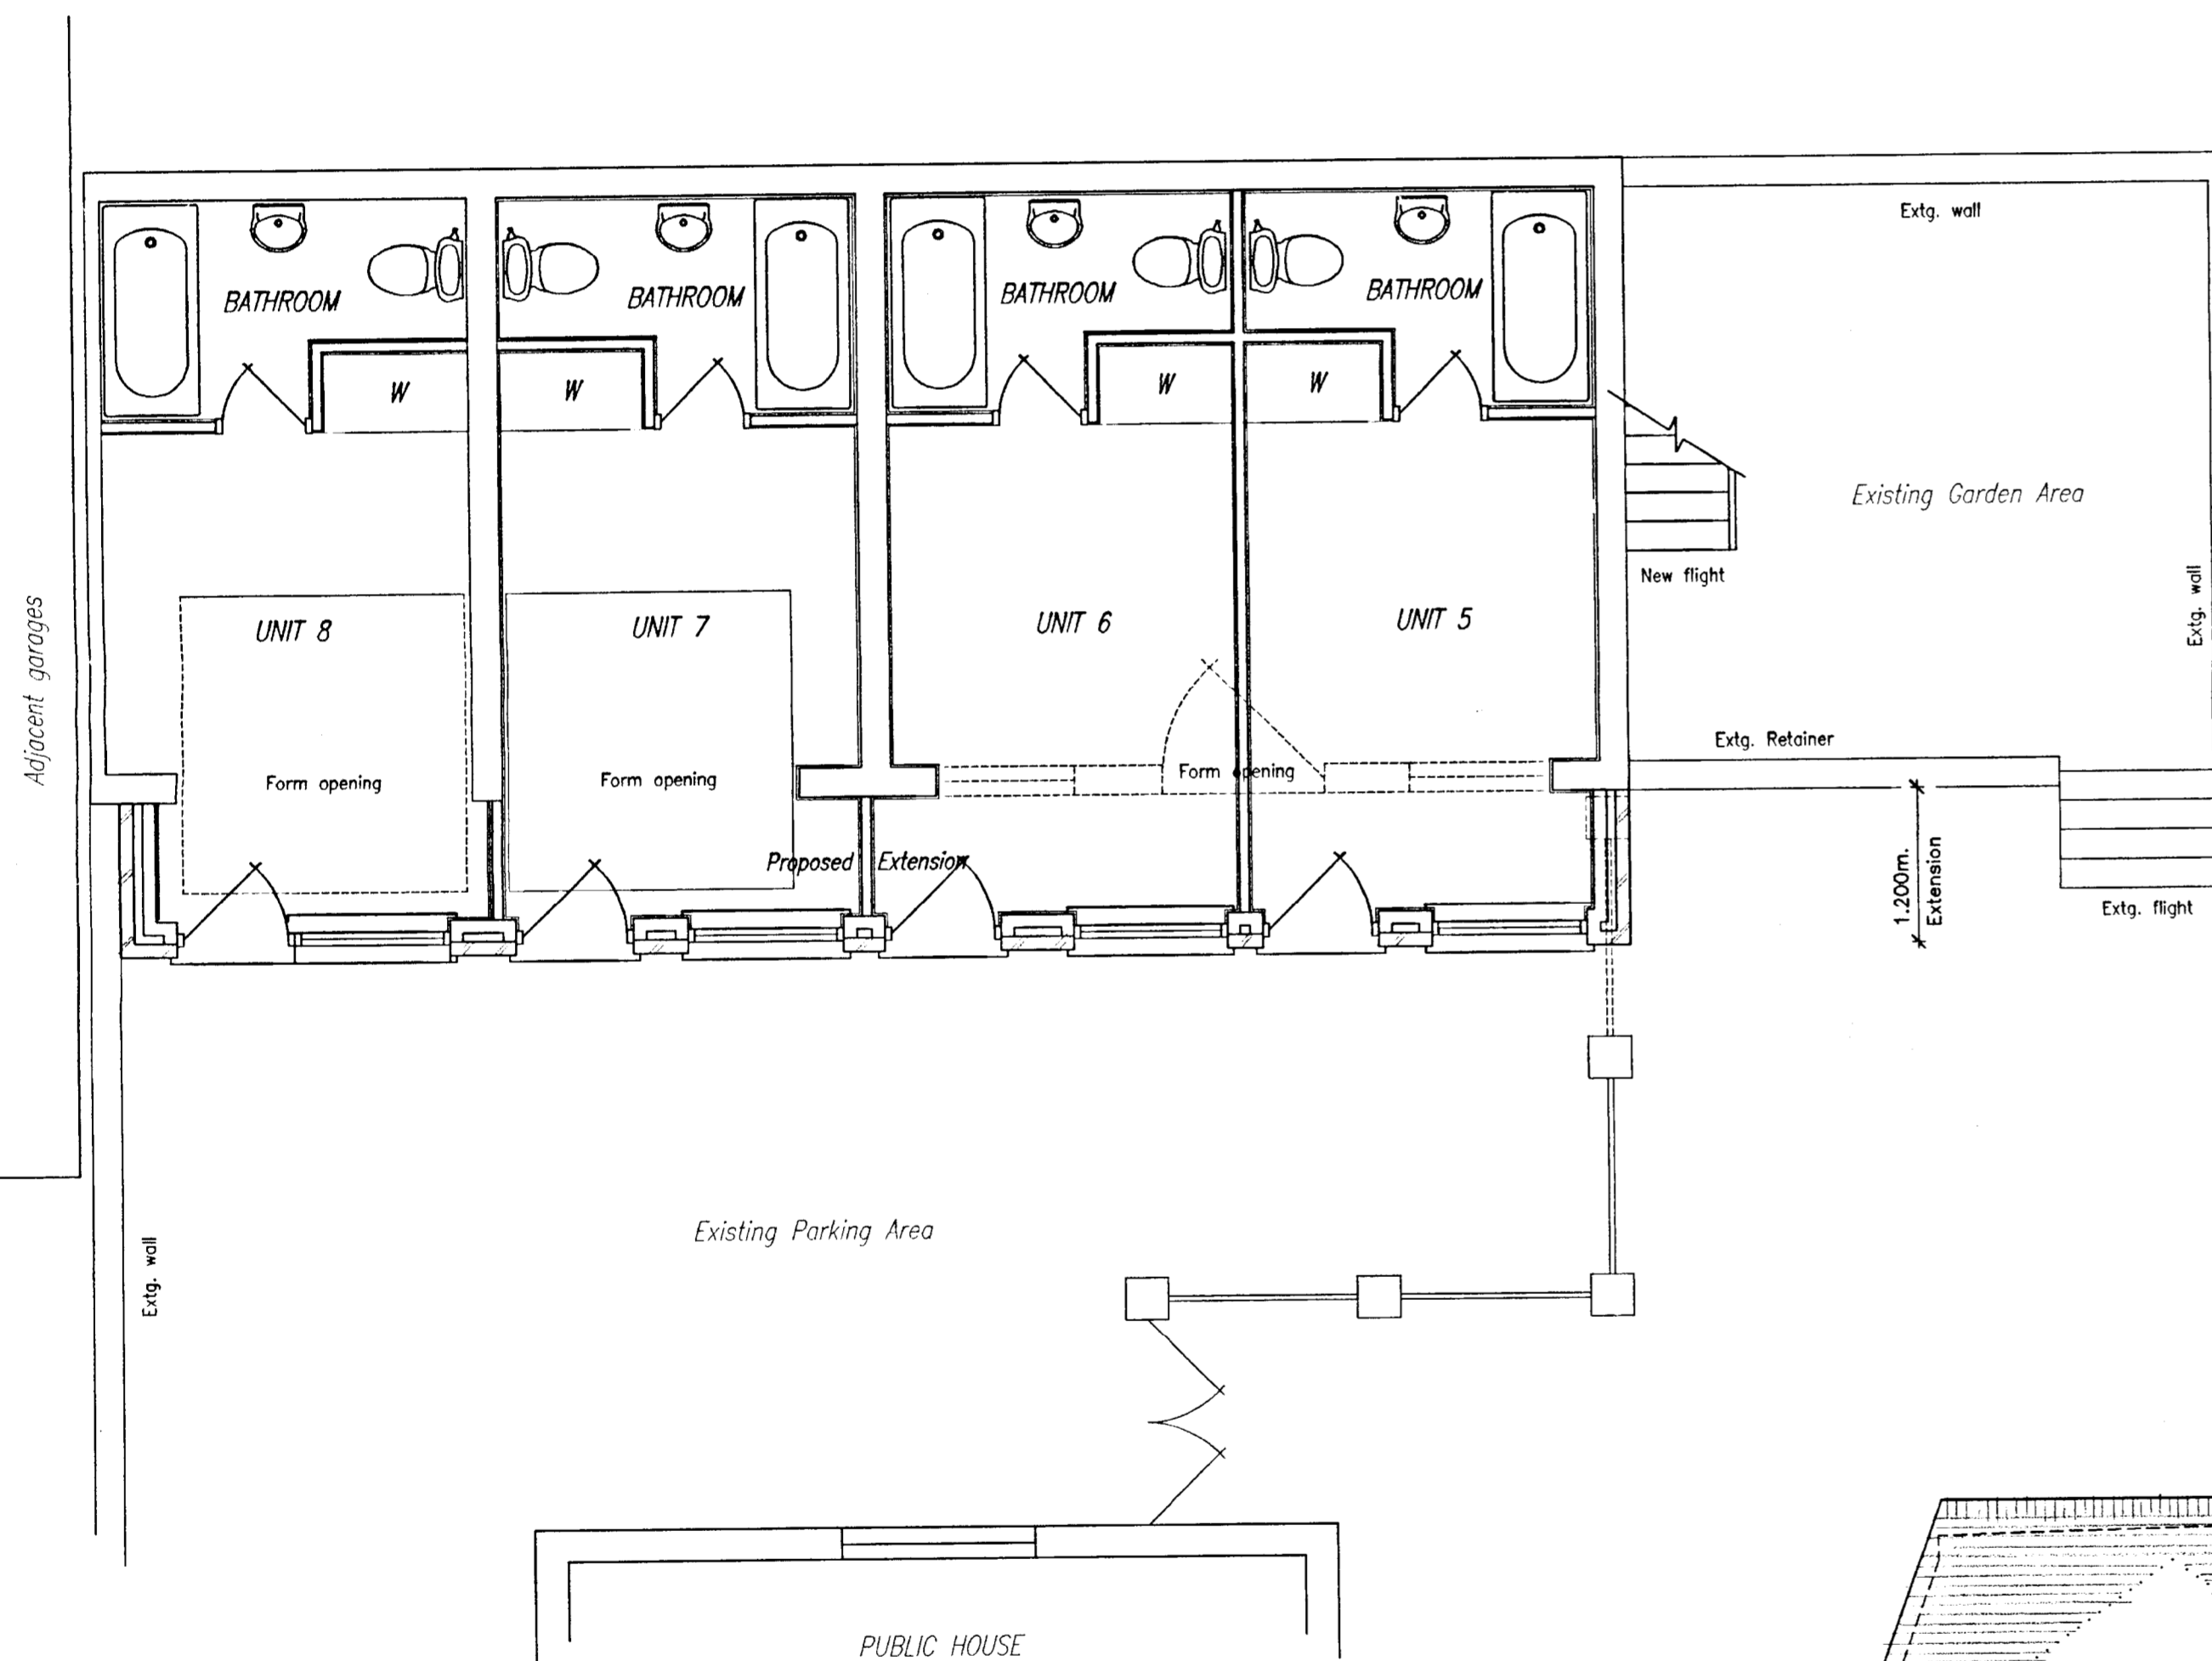 Extg. wall
BATHROOM
BATHROOM
BATHROOM
BATHROOM
W
W
W
W
Existing Garden Area
New flight
Extg. wall
Adjacent garages
UNIT 8
UNIT 7
UNIT 6
UNIT 5
Extg. Retainer
Form opening
Form opening
Form opening
Proposed Extension
1.200m.
Extension
Extg. flight
Existing Parking Area
Extg. wall
PUBLIC HOUSE